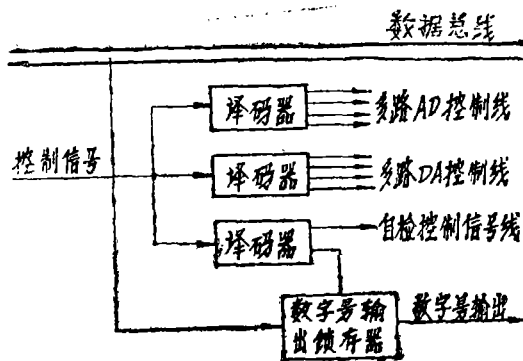 数据总线
译码器
多路AD控制线
控制信号
译码器
多路DA控制线
译码器
自检控制信号线
数字量输
出锁存器
数字量输出